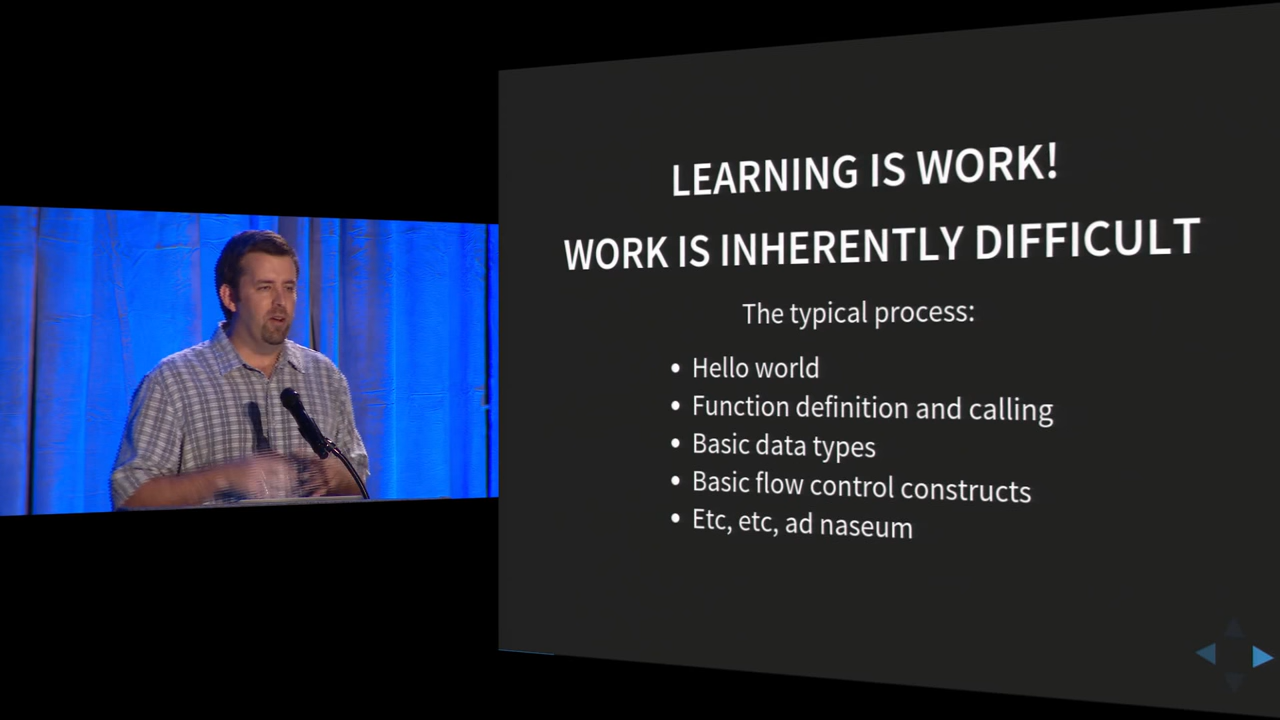 LEARNING IS WORK!
WORK IS INHERENTLY DIFFICULT
The typical process:
• Hello world
• Function definition and calling
• Basic data types
• Basic flow control constructs
• Etc, etc, ad naseum